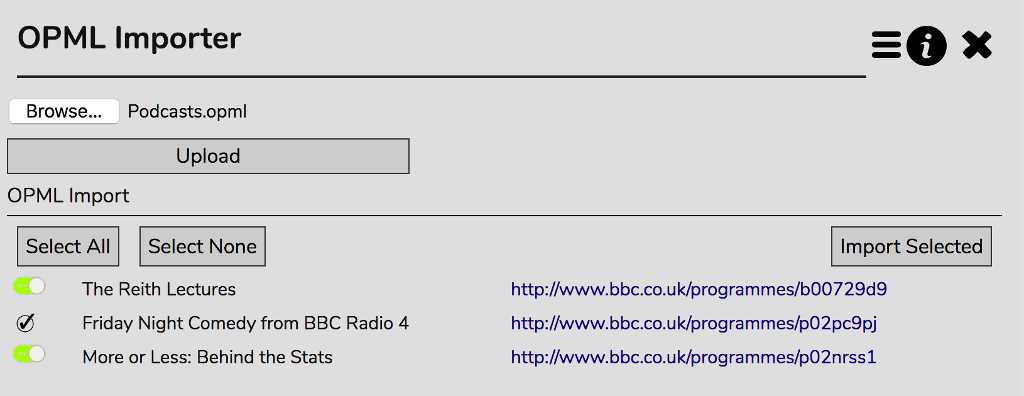 OPML Importer
Browse... Podcasts.opml
Upload
OPML Import
Select All Select None Import Selected
The Reith Lectures http://www.bbc.co.uk/programmes/b00729d9
Friday Night Comedy from BBC Radio 4 http://www.bbc.co.uk/programmes/p02pc9pj
More or Less: Behind the Stats http://www.bbc.co.uk/programmes/p02nrss1